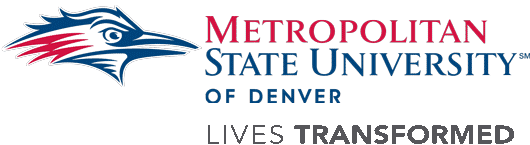 METROPOLITAN
STATE UNIVERSITY℠
OF DENVER
LIVES TRANSFORMED